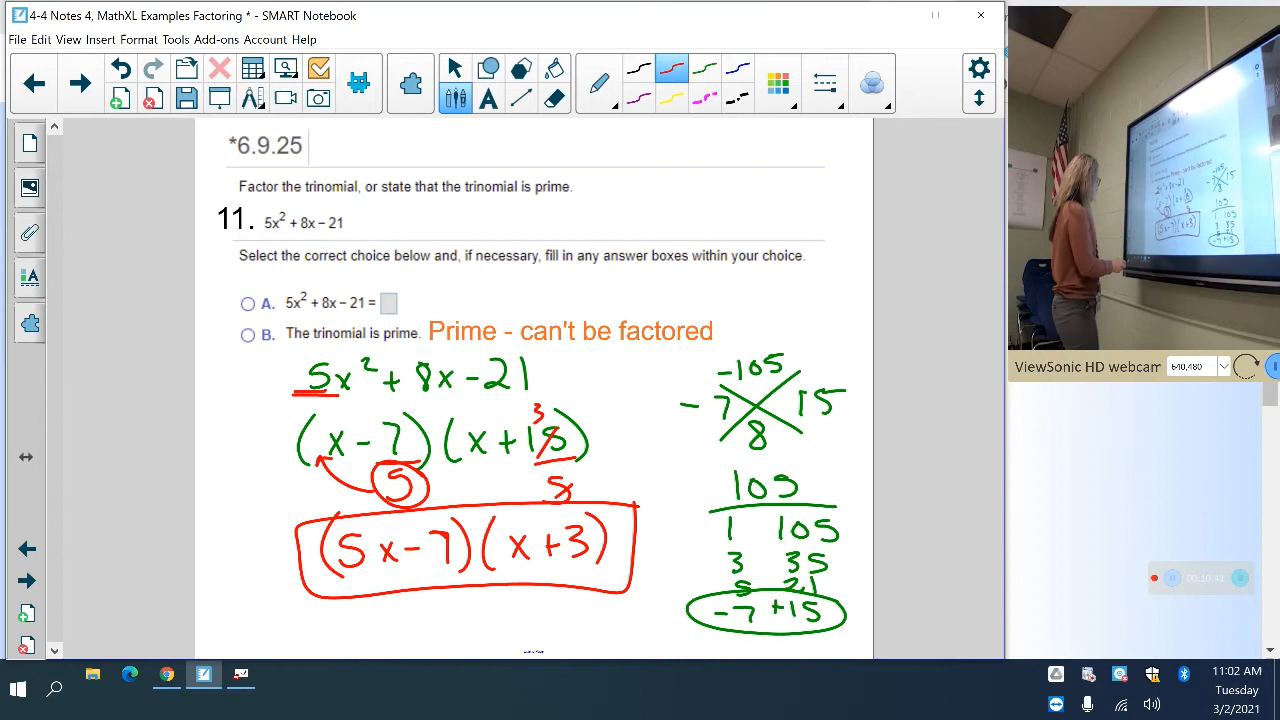 4-4 Notes 4, MathXL Examples Factoring * - SMART Notebook
File Edit View Insert Format Tools Add-ons Account Help
*6.9.25
Factor the trinomial, or state that the trinomial is prime.
11. 5x² + 8x – 21
Select the correct choice below and, if necessary, fill in any answer boxes within your choice.
A. 5x² + 8x – 21 =
B. The trinomial is prime. Prime - can't be factored
5x² + 8x - 21
(x - 7)(x + 15)
3
5 5
(5x - 7)(x + 3)
-105
-7 15
8
105
1 105
3 35
5 21
-7 +15
ViewSonic HD webcam
640,480
00:10:43
11:02 AM
Tuesday
3/2/2021